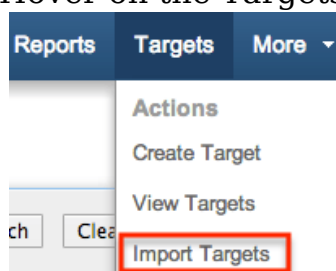 Hover on the Targets
Reports Targets More
Actions
Create Target
View Targets
ch Clea
Import Targets